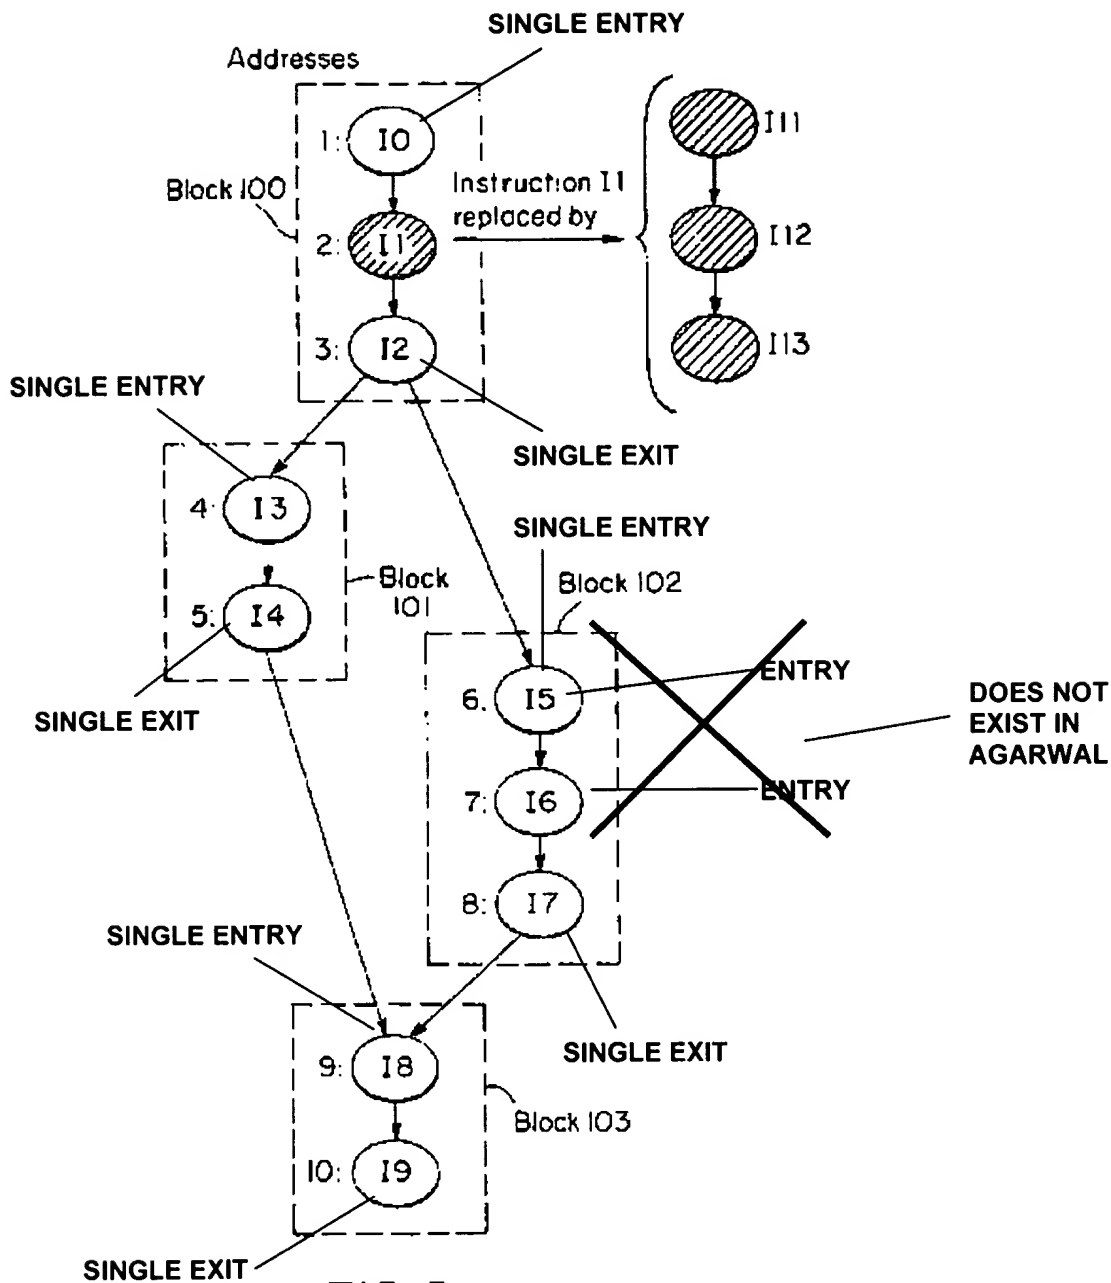 SINGLE ENTRY
Addresses
1: I0
I11
Block 100
Instruction I1
replaced by
2: I1
I12
3: I2
I13
SINGLE ENTRY
SINGLE EXIT
4: I3
SINGLE ENTRY
Block 102
Block
101
5: I4
ENTRY
6. I5
SINGLE EXIT
DOES NOT
EXIST IN
AGARWAL
7: I6
ENTRY
8: I7
SINGLE ENTRY
SINGLE EXIT
9: I8
Block 103
10: I9
SINGLE EXIT